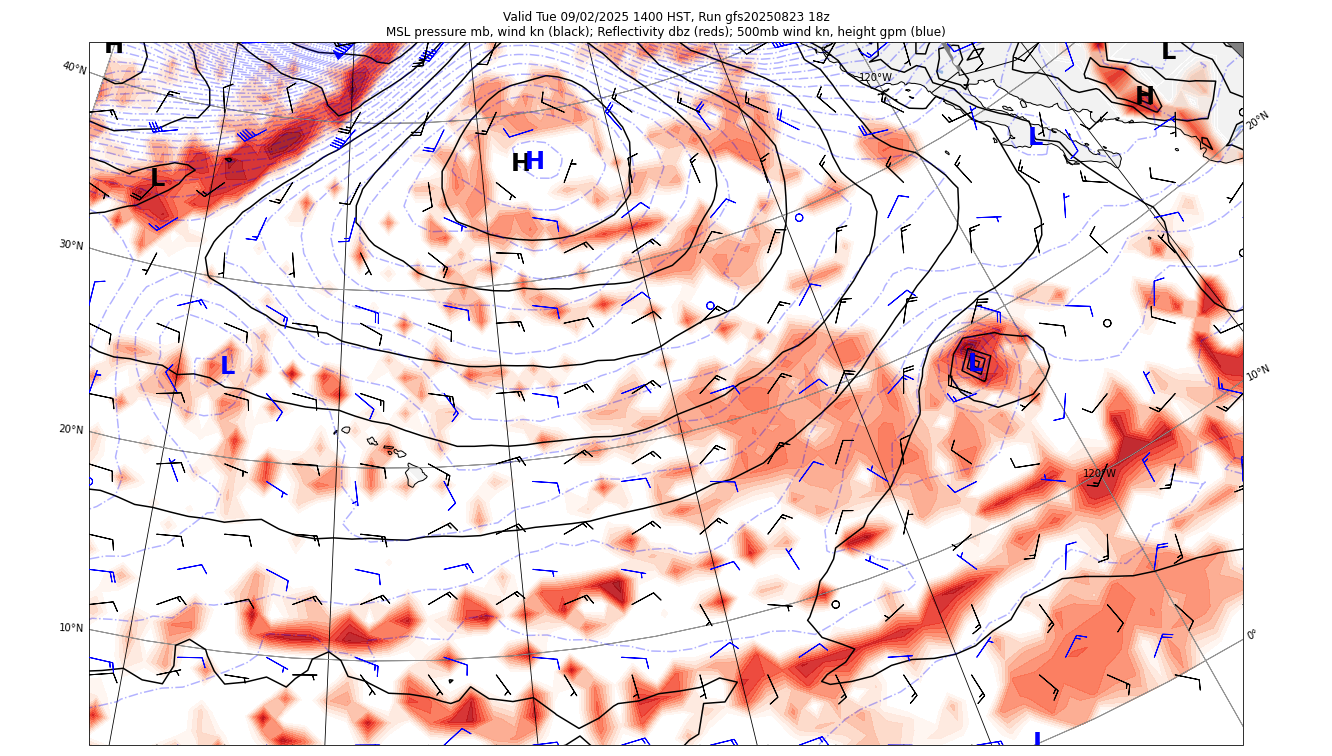 Valid Tue 09/02/2025 1400 HST, Run gfs20250823 18z
MSL pressure mb, wind kn (black); Reflectivity dbz (reds); 500mb wind kn, height gpm (blue)
H
L
40°N
120°W
H
20°N
L
H H
L
30°N
L
L
10°N
20°N
120°W
10°N
0°
L